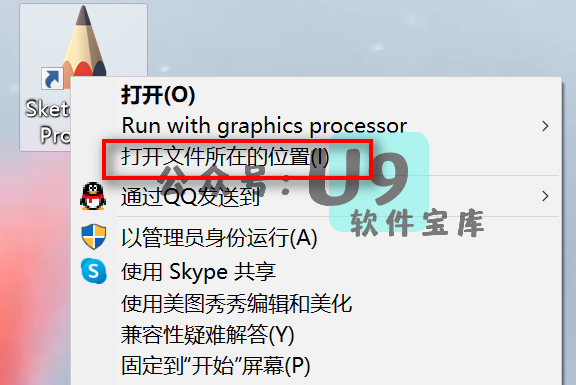 Sket
Pro
打开(O)
Run with graphics processor
打开文件所在的位置(I)
公众号：U9
软件宝库
通过QQ发送到
以管理员身份运行(A)
使用 Skype 共享
使用美图秀秀编辑和美化
兼容性疑难解答(Y)
固定到“开始”屏幕(P)